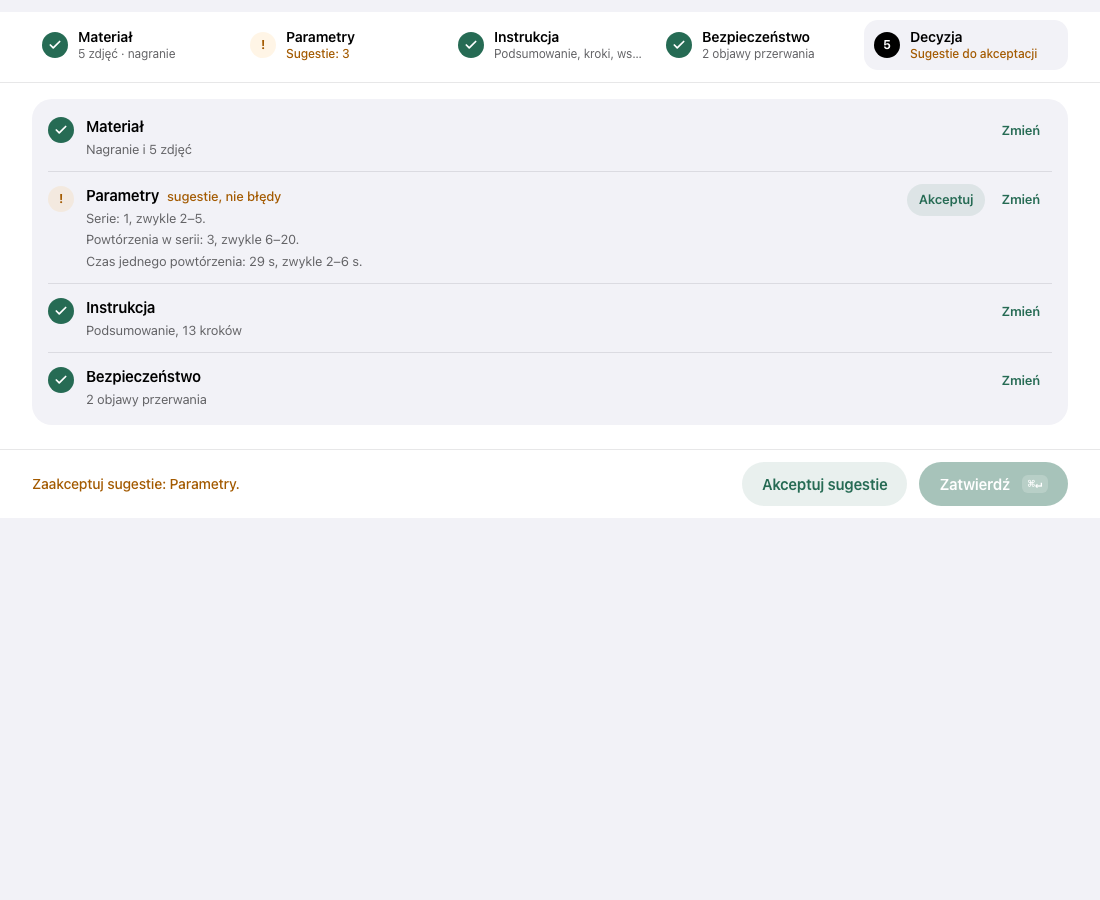 Materiał
5 zdjęć · nagranie
!
Parametry
Sugestie: 3
Instrukcja
Podsumowanie, kroki, ws...
Bezpieczeństwo
2 objawy przerwania
5
Decyzja
Sugestie do akceptacji
Materiał
Nagranie i 5 zdjęć
Zmień
!
Parametry sugestie, nie błędy
Serie: 1, zwykle 2–5.
Powtórzenia w serii: 3, zwykle 6–20.
Czas jednego powtórzenia: 29 s, zwykle 2–6 s.
Akceptuj Zmień
Instrukcja
Podsumowanie, 13 kroków
Zmień
Bezpieczeństwo
2 objawy przerwania
Zmień
Zaakceptuj sugestie: Parametry.
Akceptuj sugestie
Zatwierdź ⌘↵